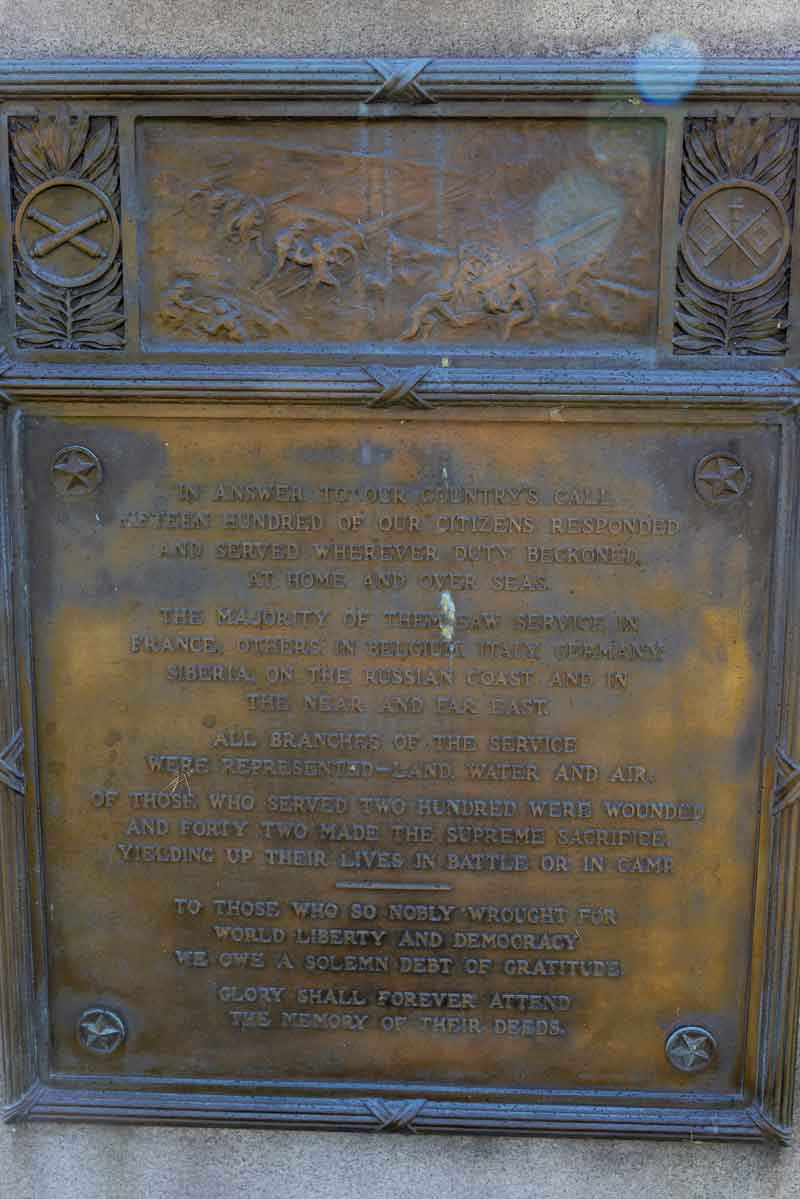 IN ANSWER TO OUR COUNTRY'S CALL
FIFTEEN HUNDRED OF OUR CITIZENS RESPONDED
AND SERVED WHEREVER DUTY BECKONED,
AT HOME AND OVER SEAS.
THE MAJORITY OF THEM SAW SERVICE IN
FRANCE, OTHERS IN BELGIUM, ITALY, GERMANY,
SIBERIA, ON THE RUSSIAN COAST AND IN
THE NEAR AND FAR EAST.
ALL BRANCHES OF THE SERVICE
WERE REPRESENTED—LAND, WATER AND AIR.
OF THOSE WHO SERVED TWO HUNDRED WERE WOUNDED
AND FORTY TWO MADE THE SUPREME SACRIFICE,
YIELDING UP THEIR LIVES IN BATTLE OR IN CAMP.
TO THOSE WHO SO NOBLY WROUGHT FOR
WORLD LIBERTY AND DEMOCRACY
WE OWE A SOLEMN DEBT OF GRATITUDE.
GLORY SHALL FOREVER ATTEND
THE MEMORY OF THEIR DEEDS.